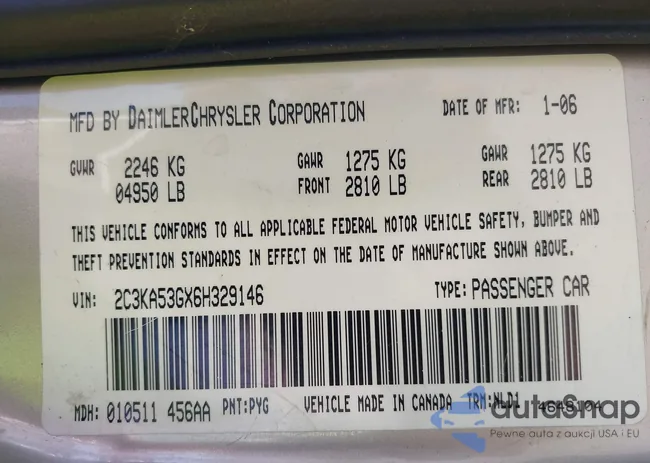 MFD BY DAIMLERCHRYSLER CORPORATION DATE OF MFR: 1-06
GVWR 2246 KG GAWR 1275 KG GAWR 1275 KG
04950 LB FRONT 2810 LB REAR 2810 LB
THIS VEHICLE CONFORMS TO ALL APPLICABLE FEDERAL MOTOR VEHICLE SAFETY, BUMPER AND
THEFT PREVENTION STANDARDS IN EFFECT ON THE DATE OF MANUFACTURE SHOWN ABOVE.
VIN: 2C3KA53GX6H329146 TYPE: PASSENGER CAR
MDH: 010511 456AA PNT:PYG VEHICLE MADE IN CANADA TRM:NLD1
autoSnap
Pewne auta z aukcji USA i EU